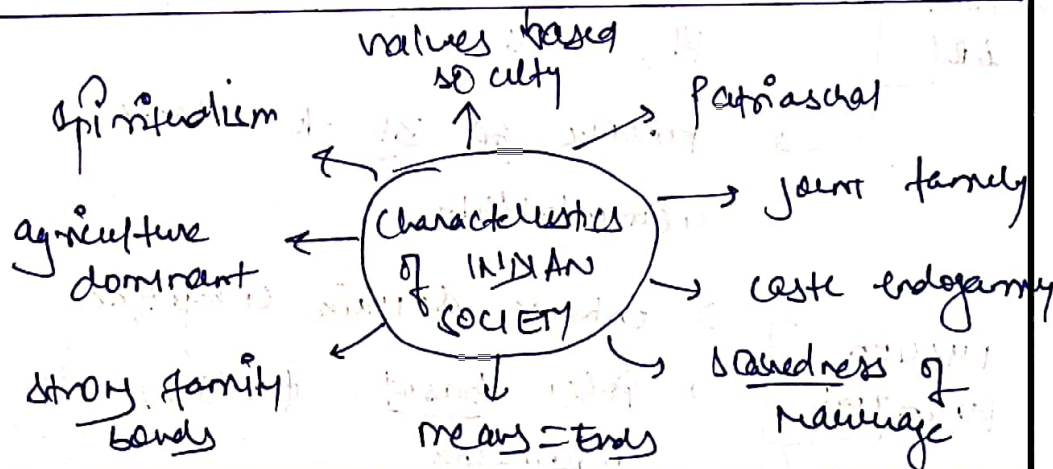 values based
society
spiritualism
Patriarchal
joint family
agriculture
dominant
characteristics
of INDIAN
SOCIETY
caste endogamy
strong family
bonds
means = Ends
sacredness of
Marriage